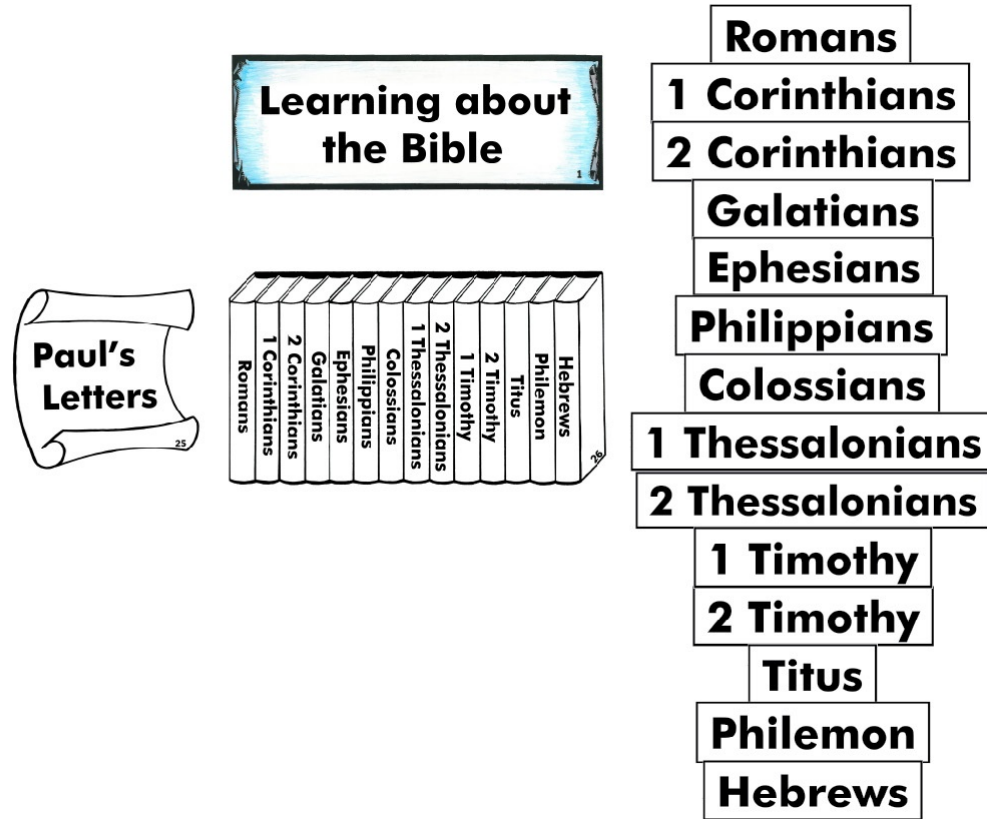 Learning about
the Bible
1
Paul's
Letters
25
Romans
1 Corinthians
2 Corinthians
Galatians
Ephesians
Philippians
Colossians
1 Thessalonians
2 Thessalonians
1 Timothy
2 Timothy
Titus
Philemon
Hebrews
26
Romans
1 Corinthians
2 Corinthians
Galatians
Ephesians
Philippians
Colossians
1 Thessalonians
2 Thessalonians
1 Timothy
2 Timothy
Titus
Philemon
Hebrews